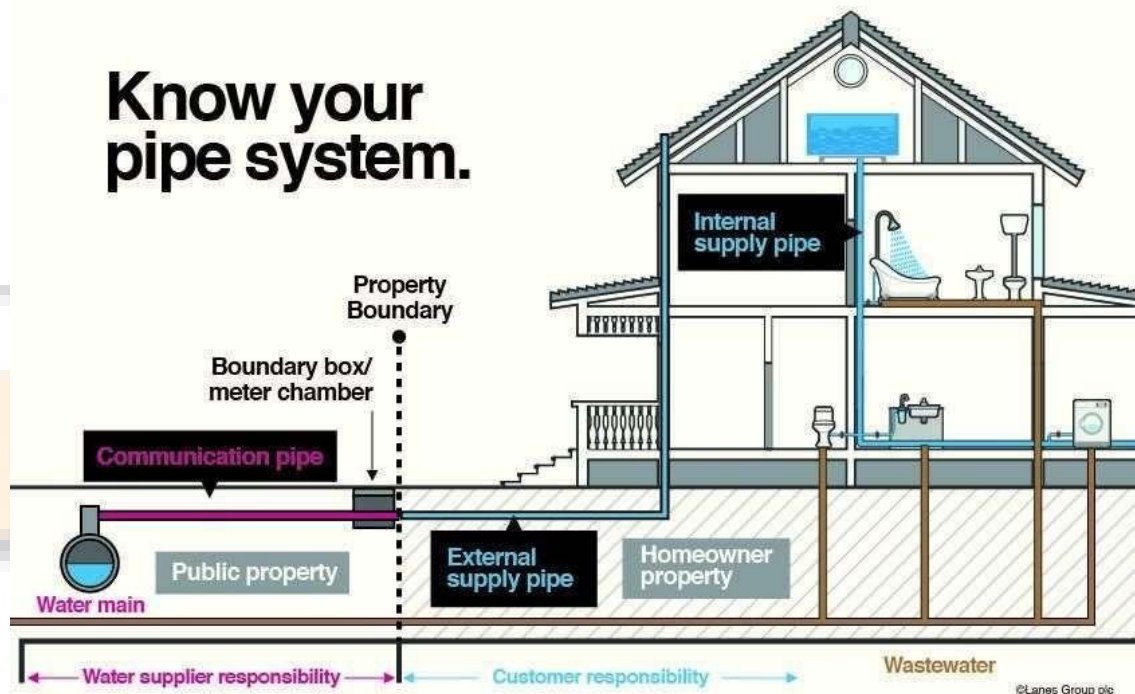 Know your
pipe system.
Internal
supply pipe
Property
Boundary
Boundary box/
meter chamber
Communication pipe
External
supply pipe
Homeowner
property
Public property
Water main
Water supplier responsibility
Customer responsibility
Wastewater
©Lanes Group plc